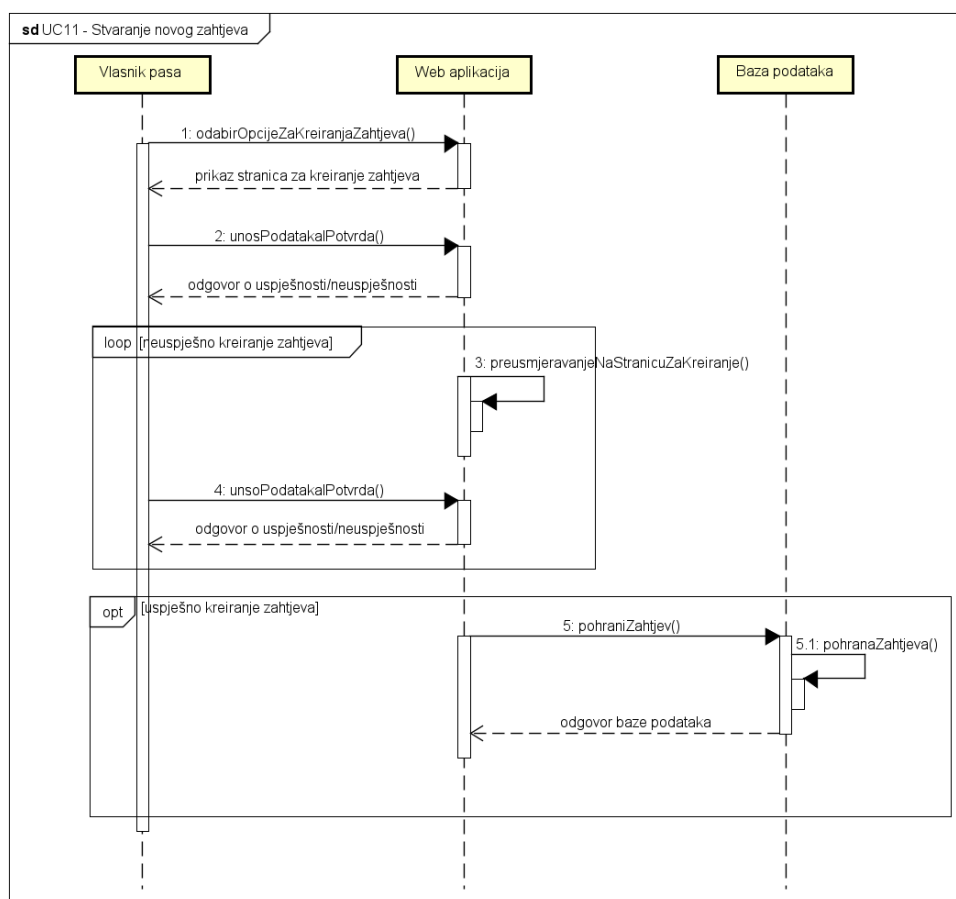 sd UC11 - Stvaranje novog zahtjeva
Vlasnik pasa
Web aplikacija
Baza podataka
1: odabirOpcijeZaKreiranjaZahtjeva()
prikaz stranica za kreiranje zahtjeva
2: unosPodatakaIPotvrda()
odgovor o uspješnosti/neuspješnosti
loop [neuspješno kreiranje zahtjeva]
3: preusmjeravanjeNaStranicuZaKreiranje()
4: unsoPodatakaIPotvrda()
odgovor o uspješnosti/neuspješnosti
opt [uspješno kreiranje zahtjeva]
5: pohraniZahtjev()
5.1: pohranaZahtjeva()
odgovor baze podataka